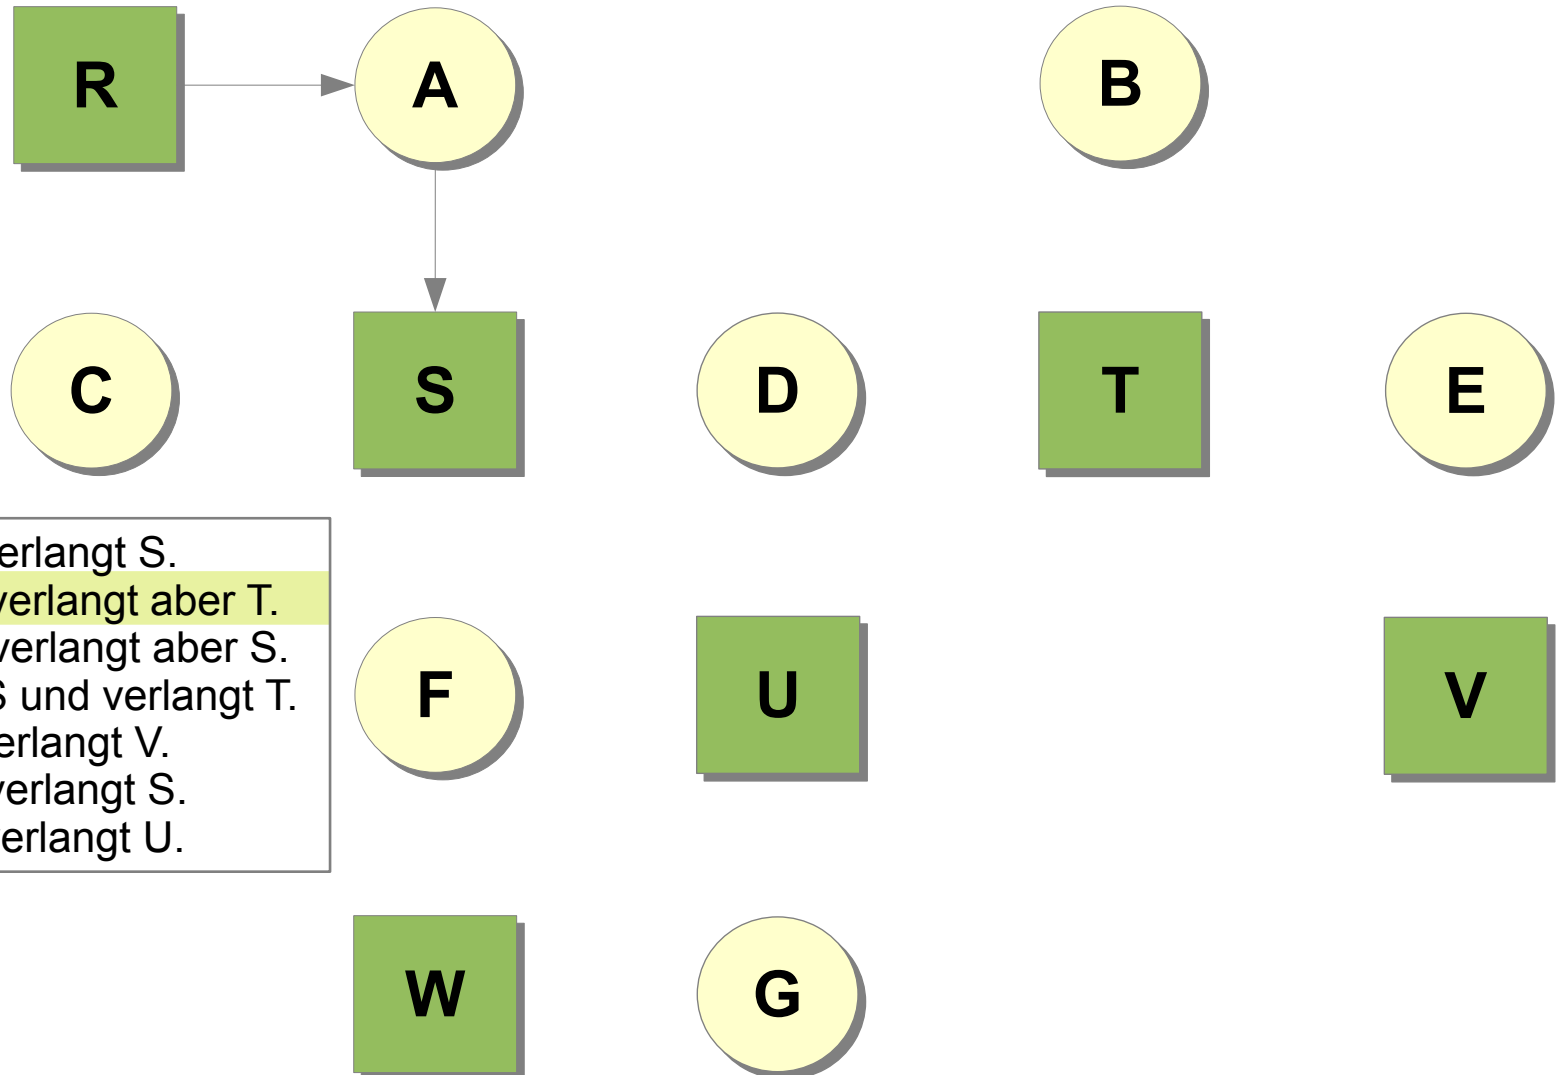 R A B
C S D T E
erlangt S.
verlangt aber T.
verlangt aber S.
S und verlangt T.
erlangt V.
verlangt S.
erlangt U.
F U V
W G